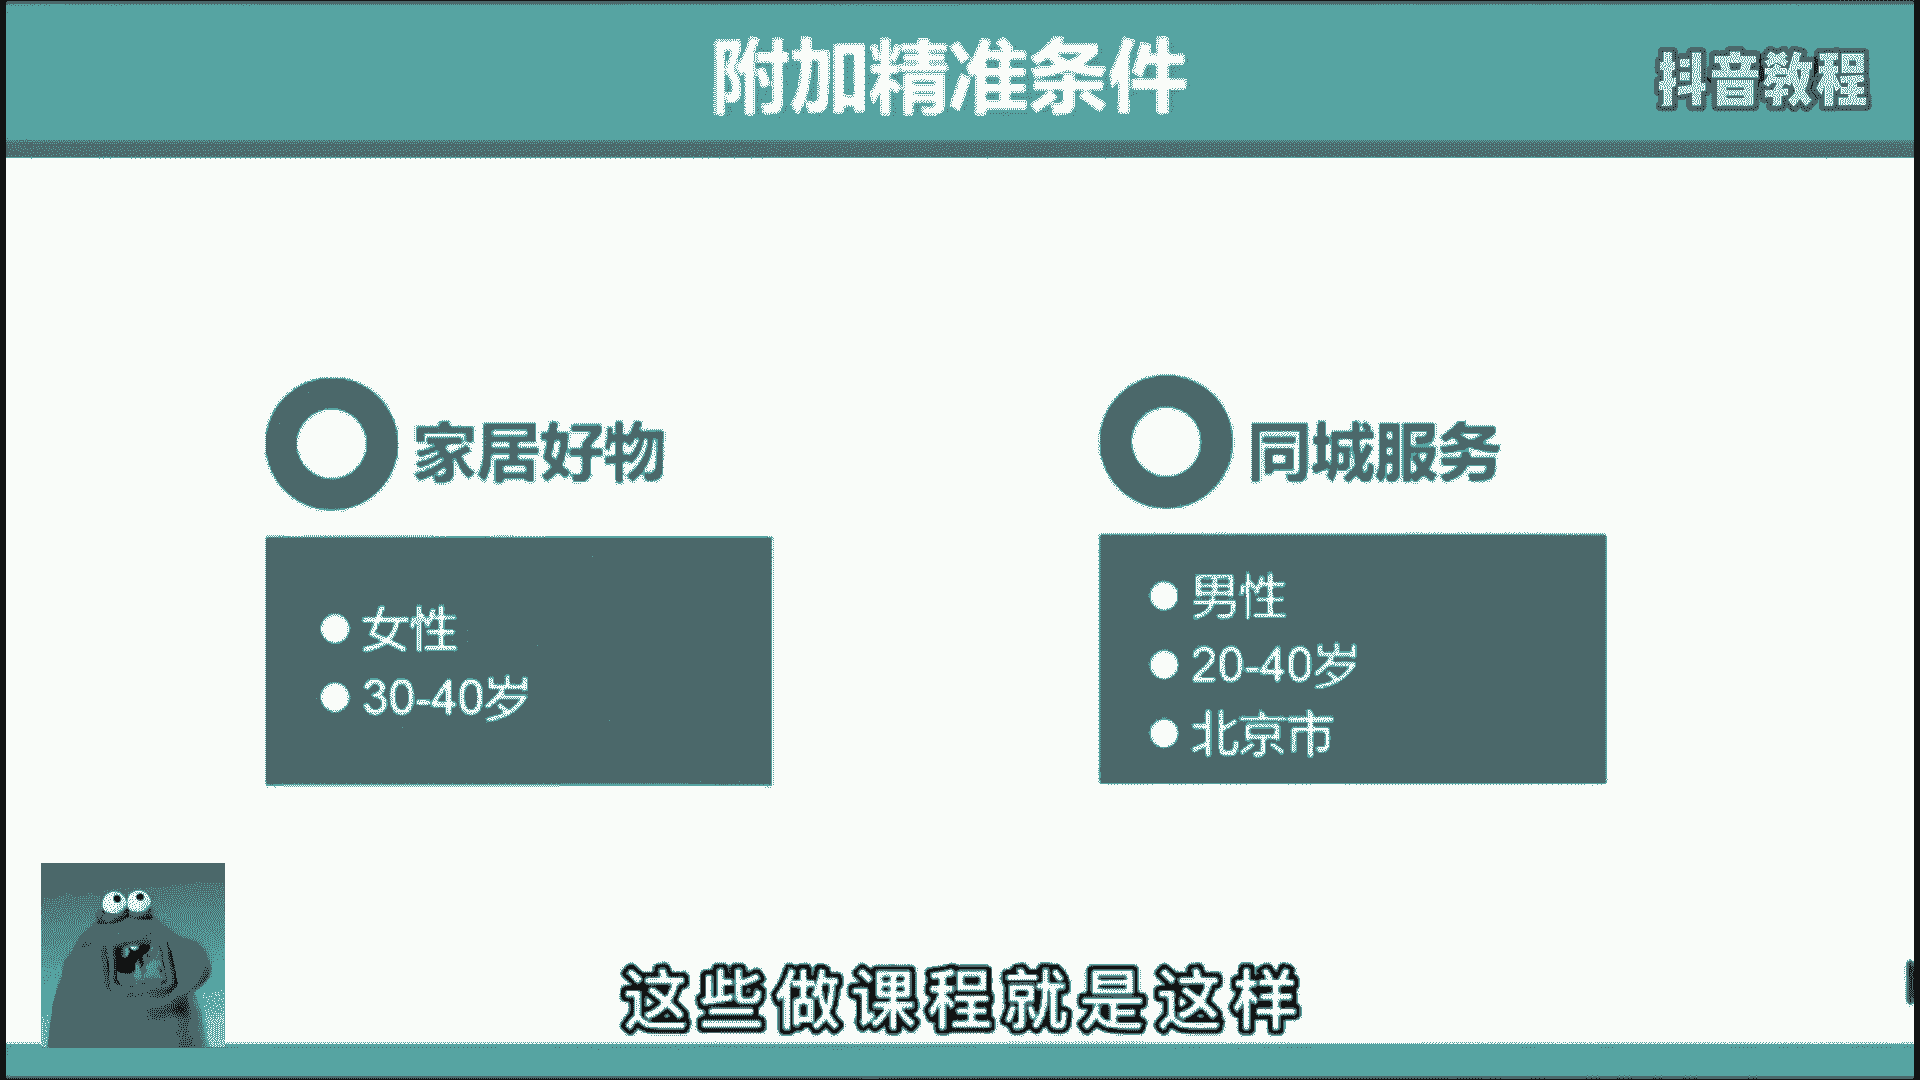 附加精准条件
抖音教程
家居好物
女性
30-40岁
同城服务
男性
20-40岁
北京市
这些做课程就是这样